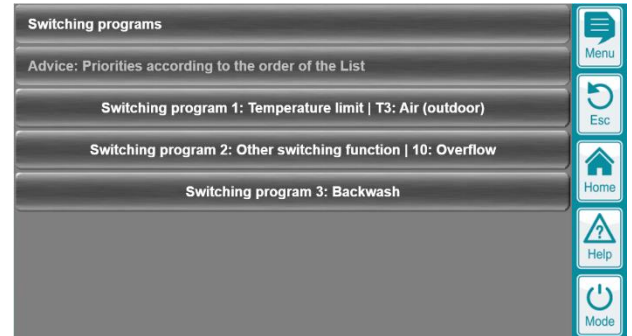 Switching programs
Advice: Priorities according to the order of the List
Switching program 1: Temperature limit | T3: Air (outdoor)
Switching program 2: Other switching function | 10: Overflow
Switching program 3: Backwash
Menu
Esc
Home
?
Help
Mode